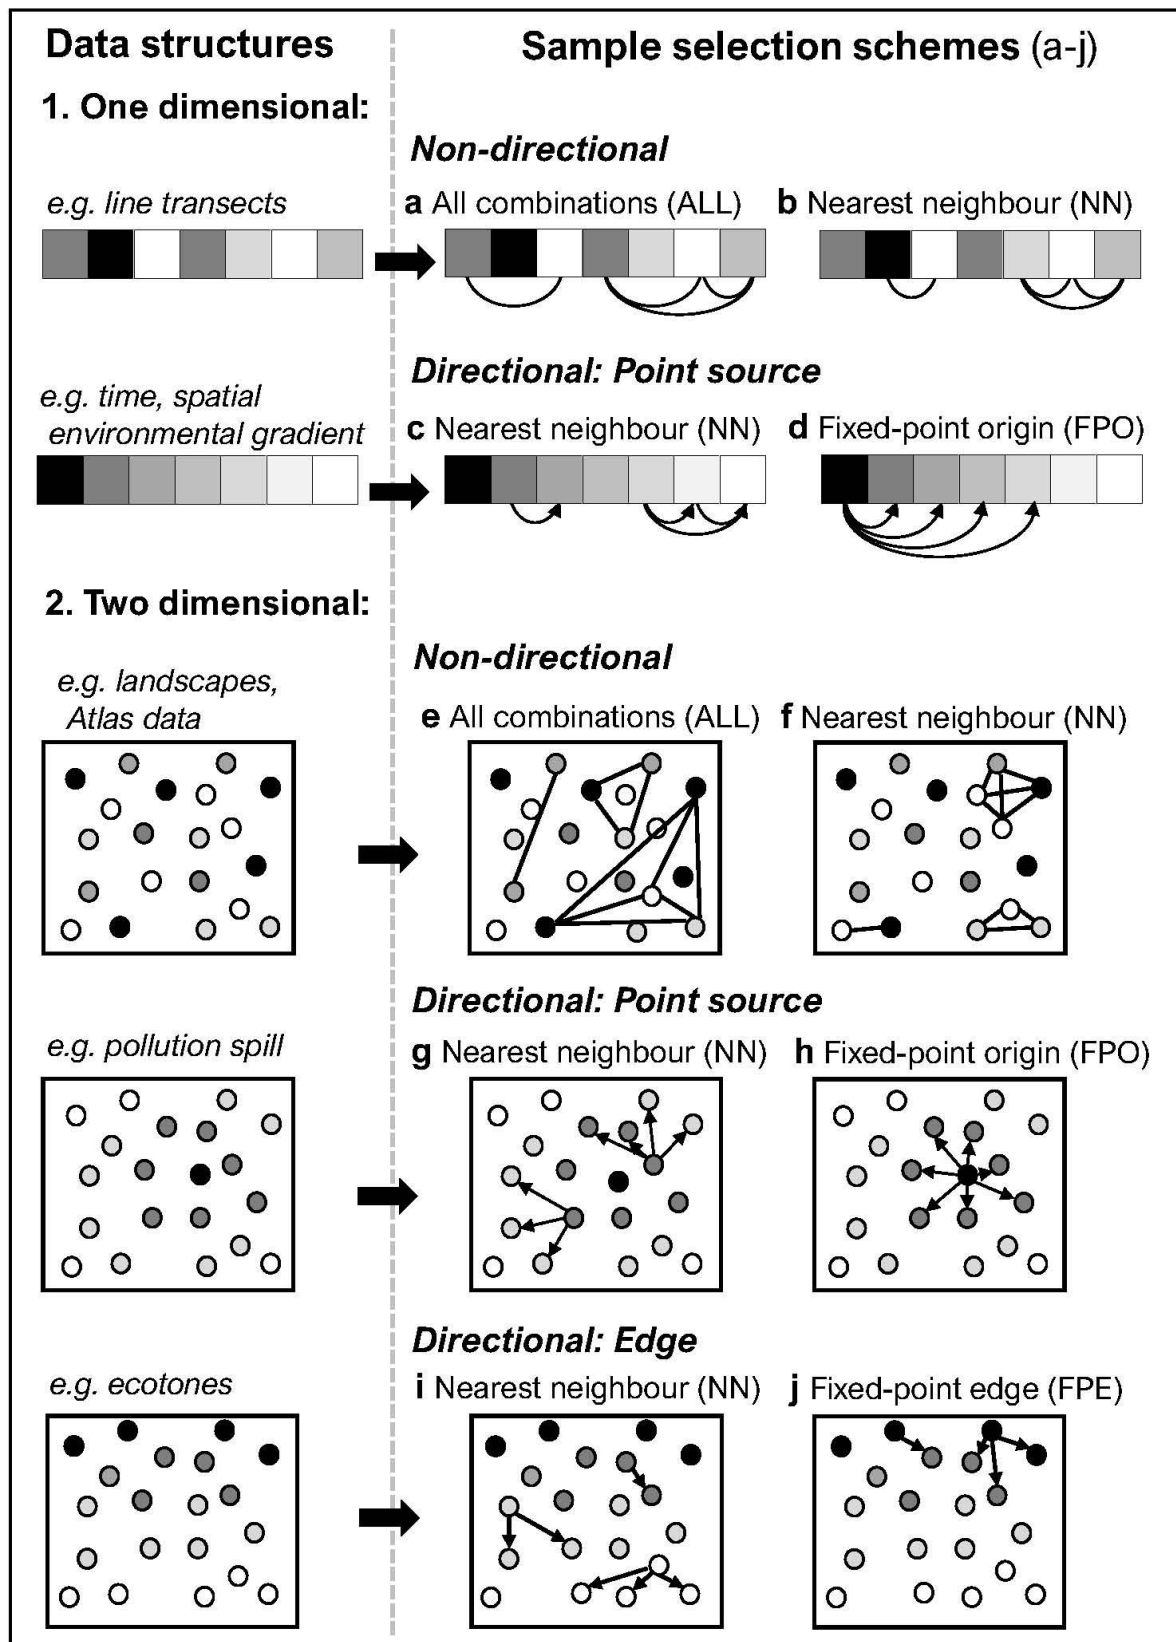 Data structures
Sample selection schemes (a-j)
1. One dimensional:
Non-directional
e.g. line transects
a All combinations (ALL)
b Nearest neighbour (NN)
Directional: Point source
e.g. time, spatial
environmental gradient
c Nearest neighbour (NN)
d Fixed-point origin (FPO)
2. Two dimensional:
Non-directional
e.g. landscapes,
Atlas data
e All combinations (ALL)
f Nearest neighbour (NN)
Directional: Point source
e.g. pollution spill
g Nearest neighbour (NN)
h Fixed-point origin (FPO)
Directional: Edge
e.g. ecotones
i Nearest neighbour (NN)
j Fixed-point edge (FPE)